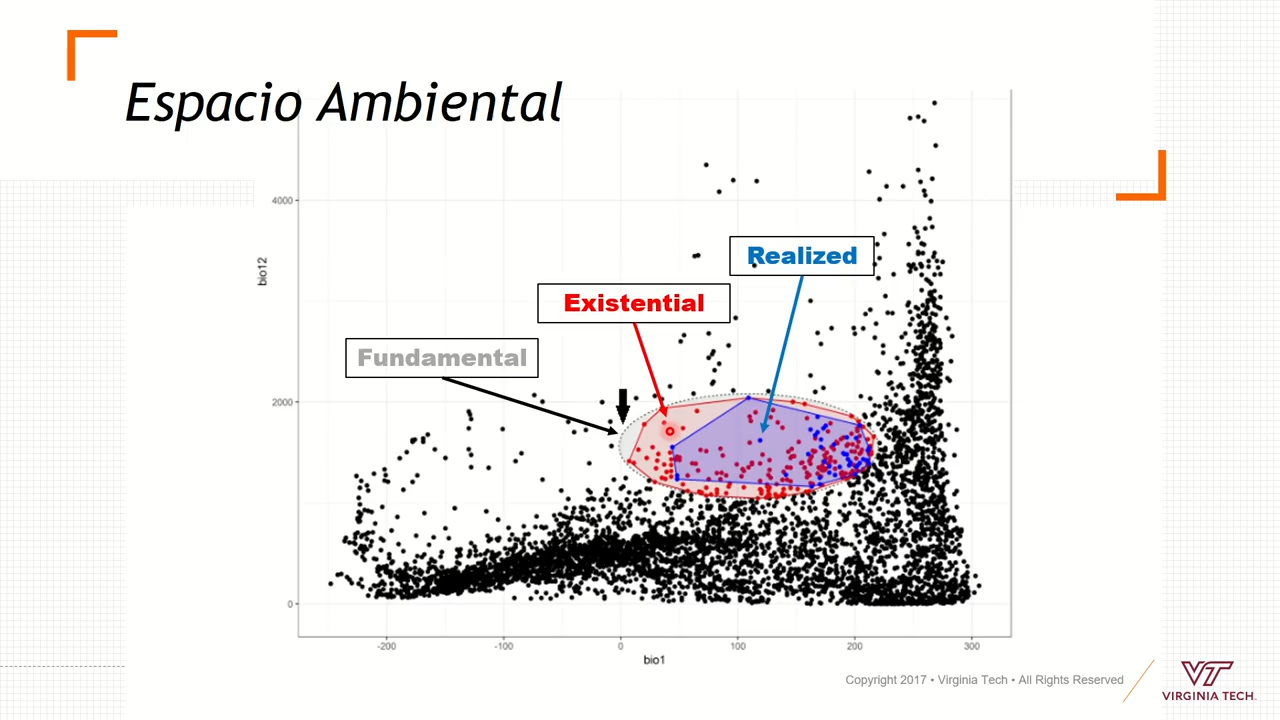 Espacio Ambiental
4000
bio12
Realized
Existential
Fundamental
2000
0
-200
-100
0
100
200
300
bio1
Copyright 2017 • Virginia Tech • All Rights Reserved
VT
VIRGINIA TECH.